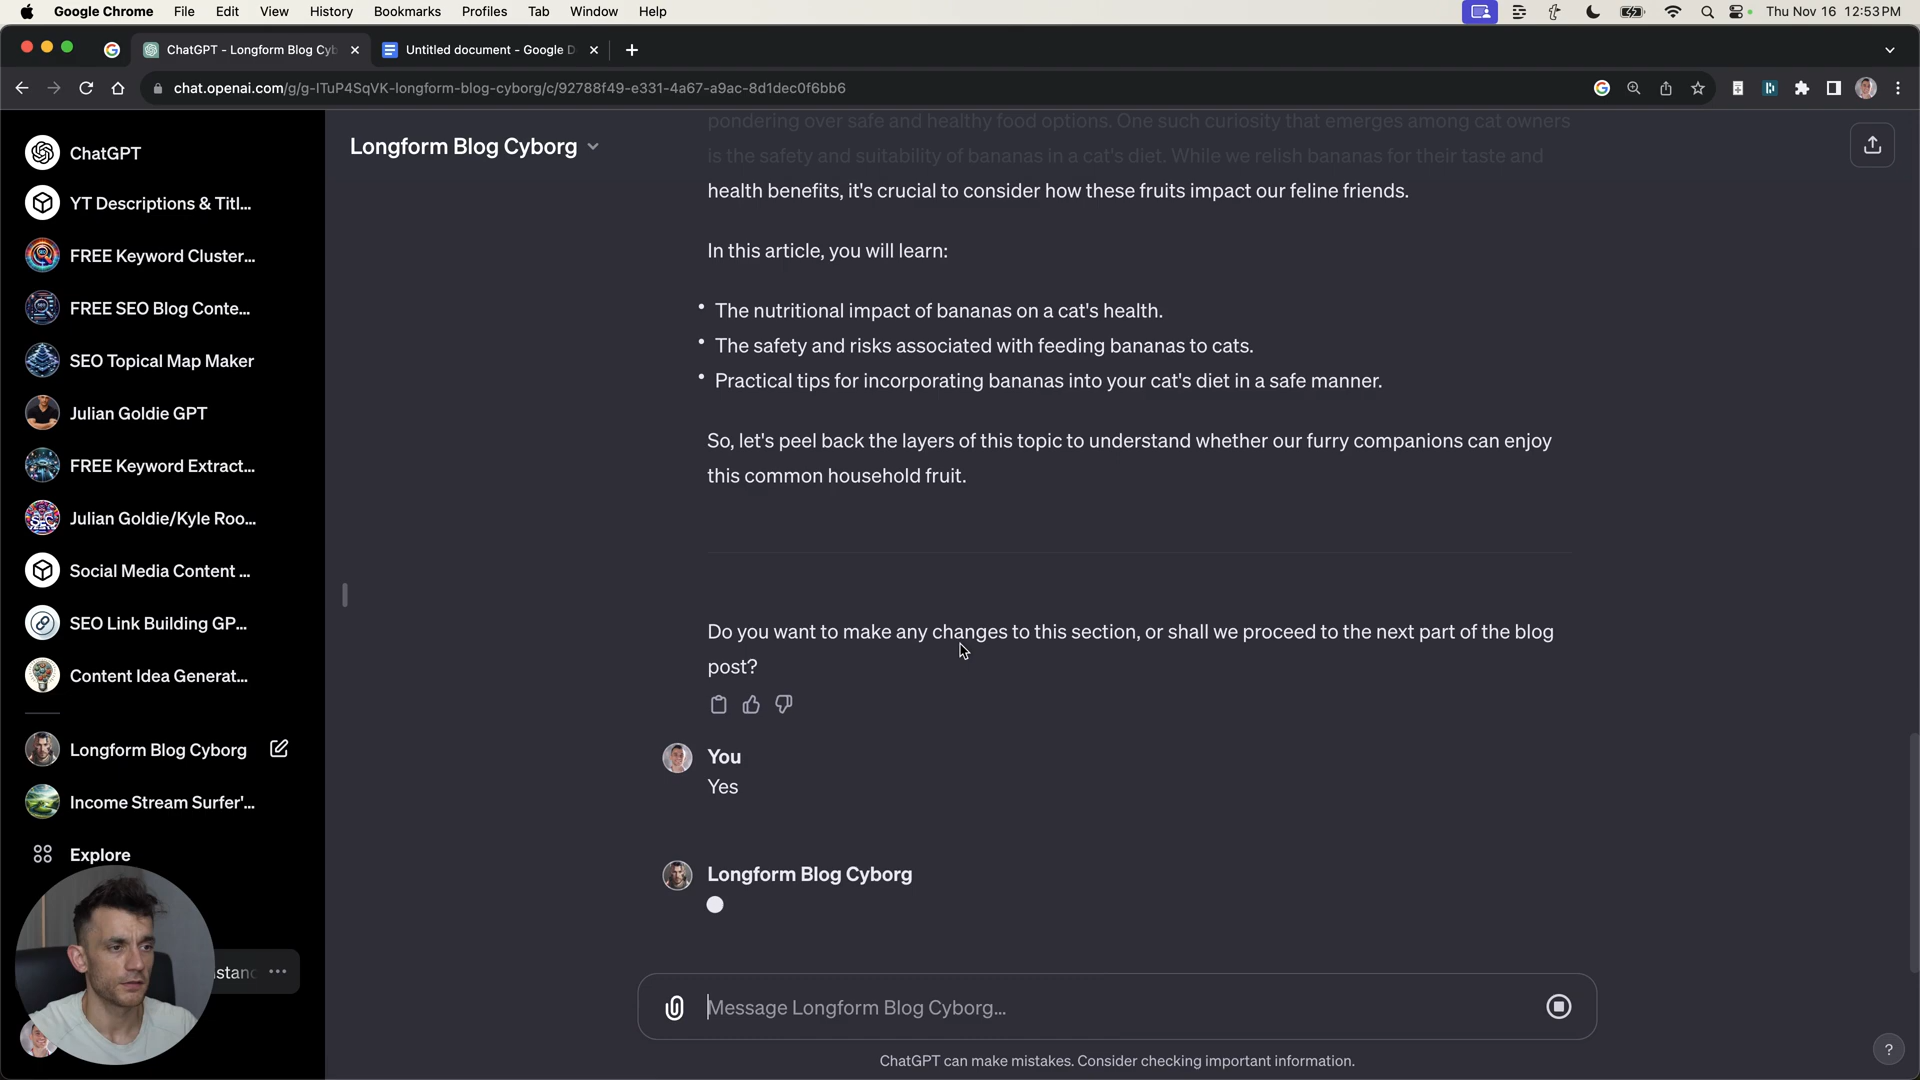 Google Chrome File Edit View History Bookmarks Profiles Tab Window Help Thu Nov 16 12:53 PM
ChatGPT - Longform Blog Cyb
Untitled document - Google D
chat.openai.com/g/g-ITuP4SqVK-longform-blog-cyborg/c/92788f49-e331-4a67-a9ac-8d1dec0f6bb6
ChatGPT
YT Descriptions & Titl...
FREE Keyword Cluster...
FREE SEO Blog Conte...
SEO Topical Map Maker
Julian Goldie GPT
FREE Keyword Extract...
Julian Goldie/Kyle Roo...
Social Media Content ...
SEO Link Building GP...
Content Idea Generat...
Longform Blog Cyborg
Income Stream Surfer'...
Explore
Longform Blog Cyborg
pondering over safe and healthy food options. One such curiosity that emerges among cat owners
is the safety and suitability of bananas in a cat's diet. While we relish bananas for their taste and
health benefits, it's crucial to consider how these fruits impact our feline friends.
In this article, you will learn:
• The nutritional impact of bananas on a cat's health.
• The safety and risks associated with feeding bananas to cats.
• Practical tips for incorporating bananas into your cat's diet in a safe manner.
So, let's peel back the layers of this topic to understand whether our furry companions can enjoy
this common household fruit.
Do you want to make any changes to this section, or shall we proceed to the next part of the blog
post?
You
Yes
Longform Blog Cyborg
Message Longform Blog Cyborg...
ChatGPT can make mistakes. Consider checking important information.
?